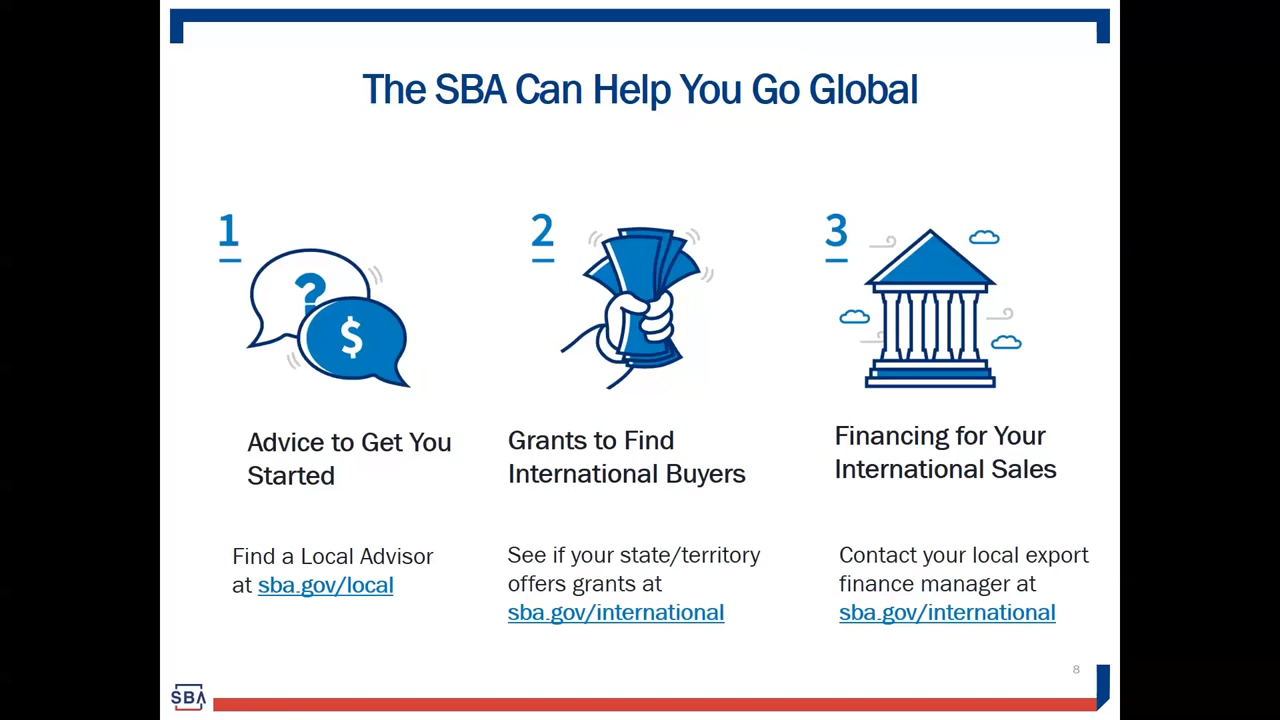 The SBA Can Help You Go Global
1
?
$
Advice to Get You
Started
Find a Local Advisor
at sba.gov/local
2
Grants to Find
International Buyers
See if your state/territory
offers grants at
sba.gov/international
3
Financing for Your
International Sales
Contact your local export
finance manager at
sba.gov/international
8
SBA